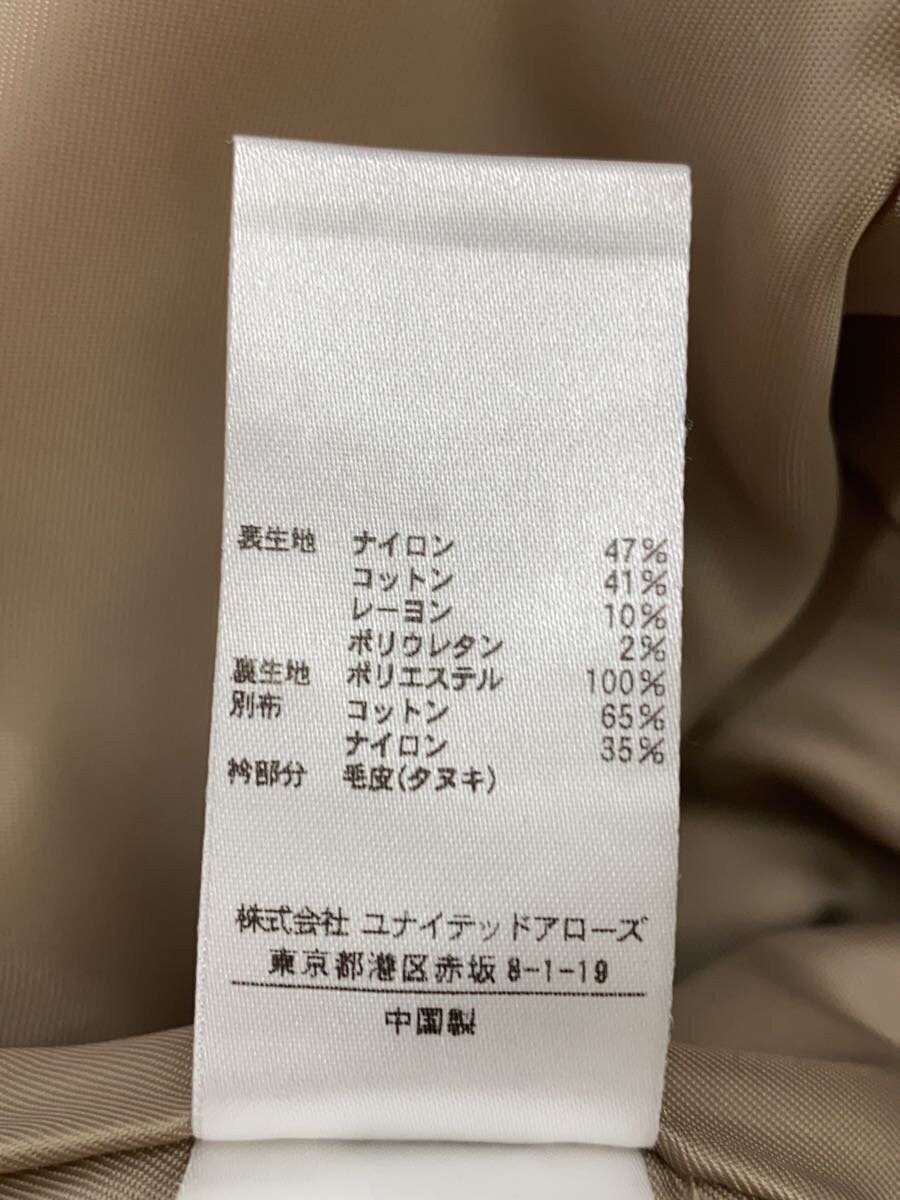 表生地 ナイロン 47%
コットン 41%
レーヨン 10%
ポリウレタン 2%
裏生地 ポリエステル 100%
別布 コットン 65%
ナイロン 35%
衿部分 毛皮(タヌキ)
株式会社 ユナイテッドアローズ
東京都港区赤坂 8-1-19
中国製